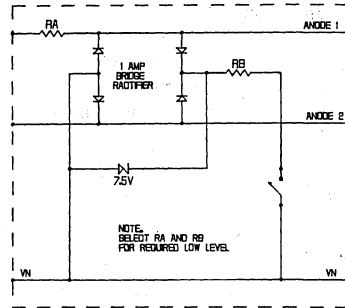 RA
ANODE 1
1 AMP
BRIDGE
RACTIFIER
RB
ANODE 2
7.5V
NOTE.
SELECT RA AND RB
FOR REQUIRED LOW LEVEL
VN
VN